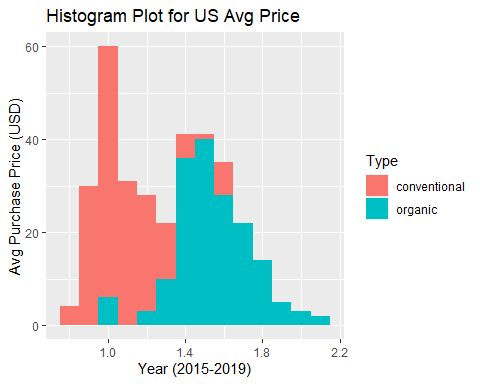 Histogram Plot for US Avg Price
Avg Purchase Price (USD)
60
40
20
0
1.0
1.4
1.8
2.2
Year (2015-2019)
Type
conventional
organic